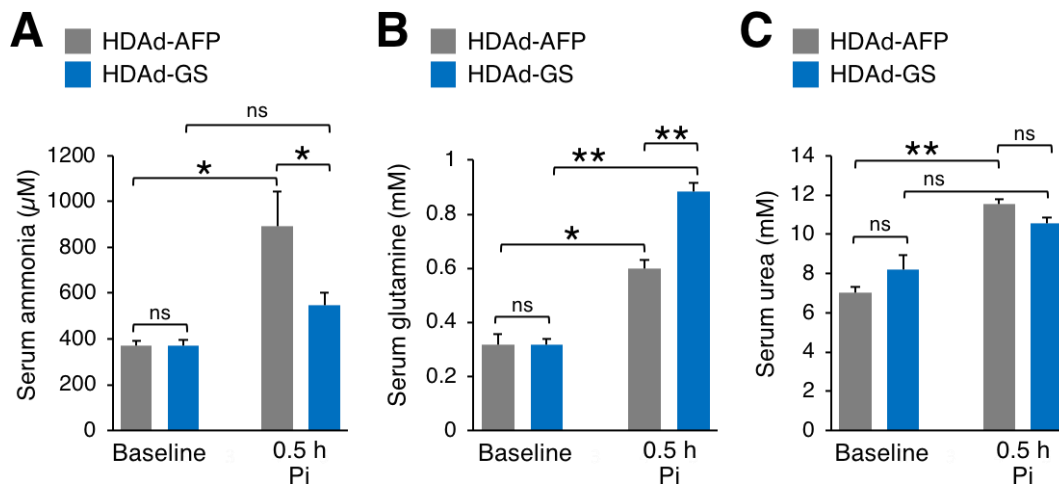 A
HDAd-AFP
HDAd-GS
ns
*
*
ns
Serum ammonia (µM)
1200
1000
800
600
400
200
0
Baseline
0.5 h
Pi
B
HDAd-AFP
HDAd-GS
**
**
*
ns
Serum glutamine (mM)
1
0.8
0.6
0.4
0.2
0
Baseline
0.5 h
Pi
C
HDAd-AFP
HDAd-GS
ns
**
ns
ns
Serum urea (mM)
14
12
10
8
6
4
2
0
Baseline
0.5 h
Pi